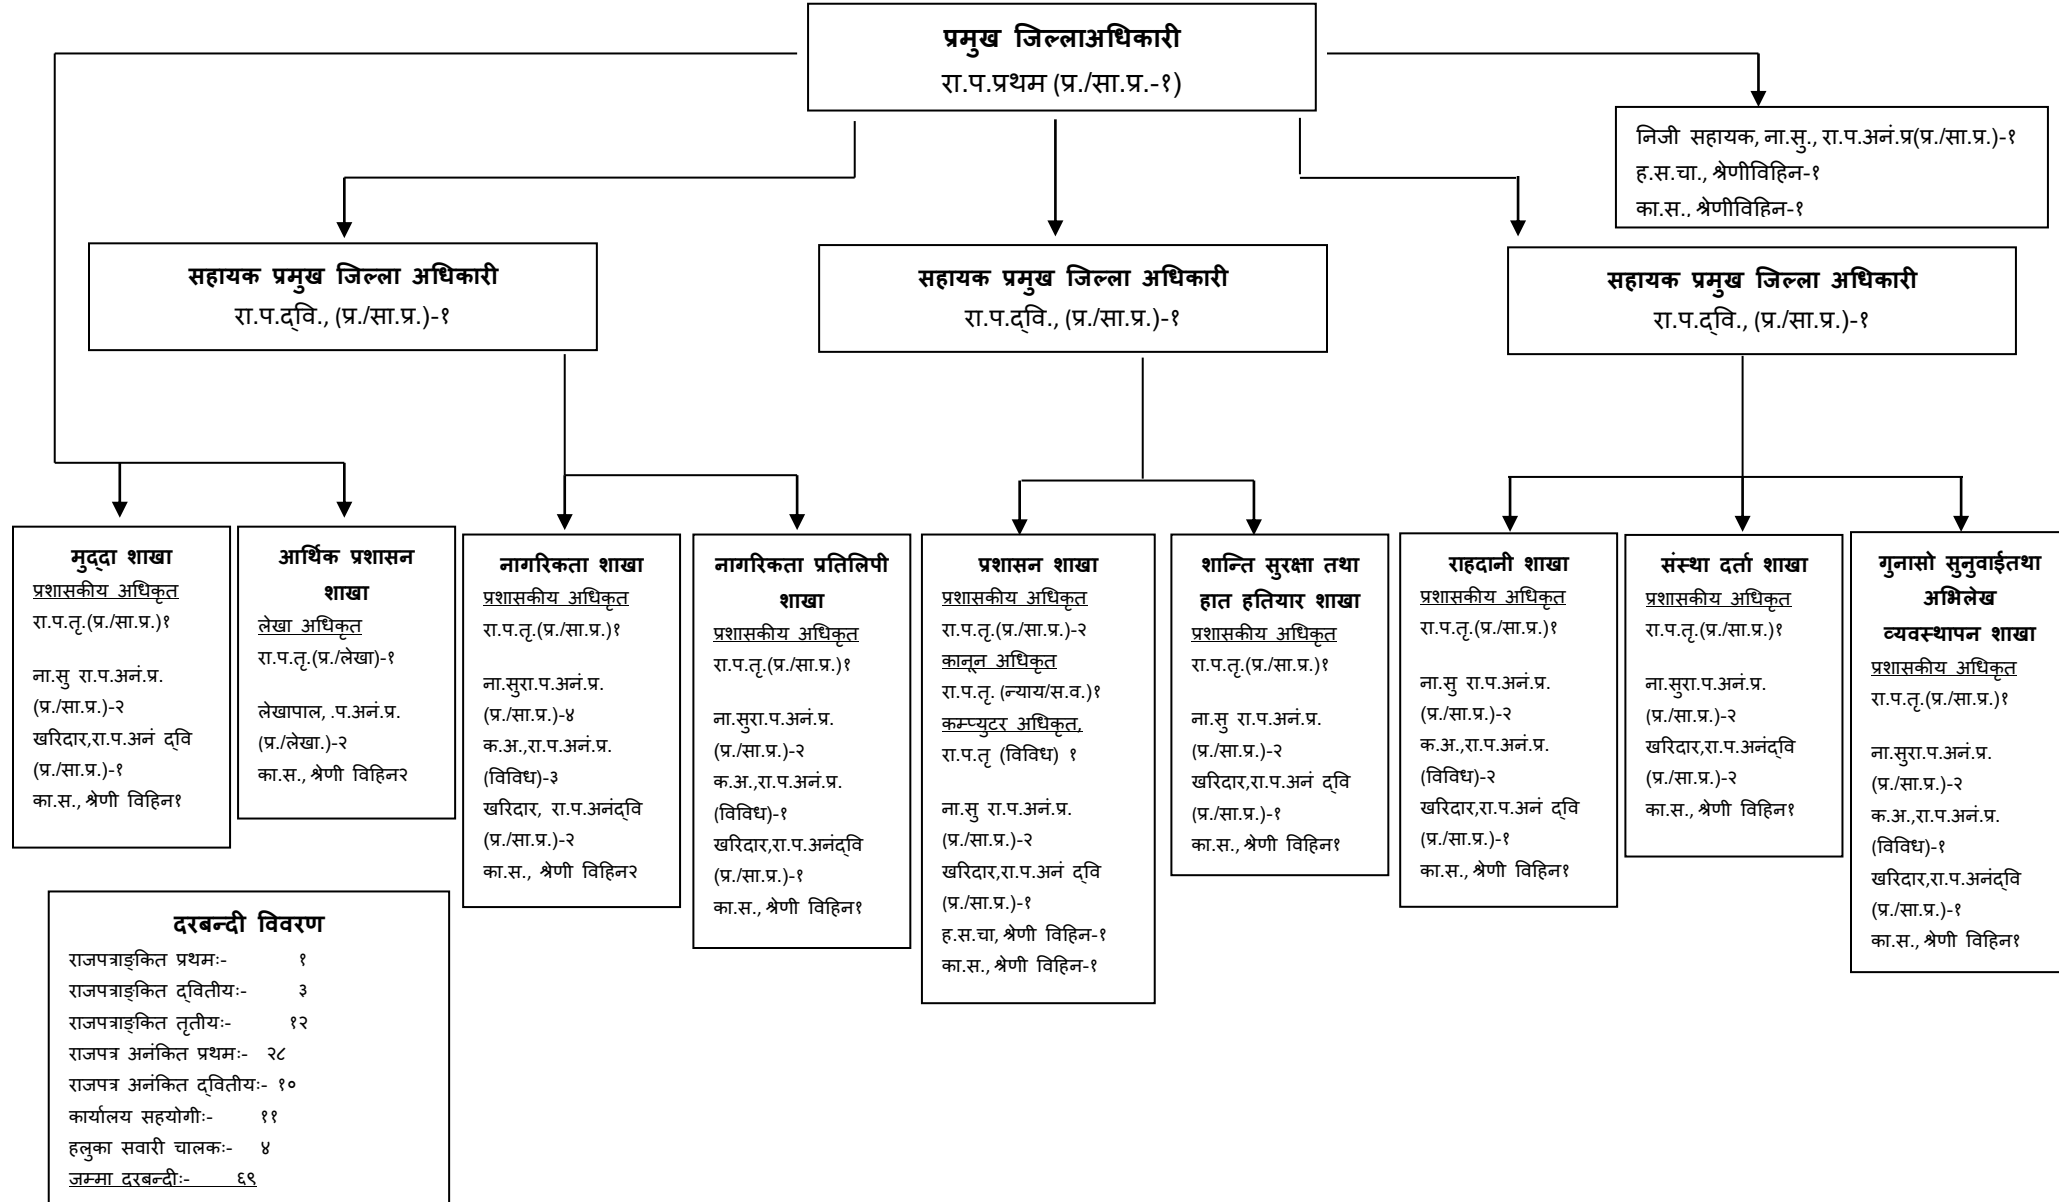 प्रमुख जिल्लाअधिकारी
रा.प.प्रथम (प्र./सा.प्र.-१)
निजी सहायक, ना.सु., रा.प.अनं.प्र(प्र./सा.प्र.)-१
ह.स.चा., श्रेणीविहिन-१
का.स., श्रेणीविहिन-१
सहायक प्रमुख जिल्ला अधिकारी
रा.प.द्वि., (प्र./सा.प्र.)-१
सहायक प्रमुख जिल्ला अधिकारी
रा.प.द्वि., (प्र./सा.प्र.)-१
सहायक प्रमुख जिल्ला अधिकारी
रा.प.द्वि., (प्र./सा.प्र.)-१
मुद्दा शाखा
प्रशासकीय अधिकृत
रा.प.तृ.(प्र./सा.प्र.)१
ना.सु रा.प.अनं.प्र.
(प्र./सा.प्र.)-२
खरिदार,रा.प.अनं द्वि
(प्र./सा.प्र.)-१
का.स., श्रेणी विहिन१
आर्थिक प्रशासन
शाखा
लेखा अधिकृत
रा.प.तृ.(प्र./लेखा)-१
लेखापाल, .प.अनं.प्र.
(प्र./लेखा.)-२
का.स., श्रेणी विहिन२
नागरिकता शाखा
प्रशासकीय अधिकृत
रा.प.तृ.(प्र./सा.प्र.)१
ना.सुरा.प.अनं.प्र.
(प्र./सा.प्र.)-४
क.अ.,रा.प.अनं.प्र.
(विविध)-३
खरिदार, रा.प.अनंद्वि
(प्र./सा.प्र.)-२
का.स., श्रेणी विहिन२
नागरिकता प्रतिलिपी
शाखा
प्रशासकीय अधिकृत
रा.प.तृ.(प्र./सा.प्र.)१
ना.सुरा.प.अनं.प्र.
(प्र./सा.प्र.)-२
क.अ.,रा.प.अनं.प्र.
(विविध)-१
खरिदार,रा.प.अनंद्वि
(प्र./सा.प्र.)-१
का.स., श्रेणी विहिन१
प्रशासन शाखा
प्रशासकीय अधिकृत
रा.प.तृ.(प्र./सा.प्र.)-२
कानून अधिकृत
रा.प.तृ. (न्याय/स.व.)१
कम्प्युटर अधिकृत,
रा.प.तृ (विविध) १
ना.सु रा.प.अनं.प्र.
(प्र./सा.प्र.)-२
खरिदार,रा.प.अनं द्वि
(प्र./सा.प्र.)-१
ह.स.चा, श्रेणी विहिन-१
का.स., श्रेणी विहिन-१
शान्ति सुरक्षा तथा
हात हतियार शाखा
प्रशासकीय अधिकृत
रा.प.तृ.(प्र./सा.प्र.)१
ना.सु रा.प.अनं.प्र.
(प्र./सा.प्र.)-२
खरिदार,रा.प.अनं द्वि
(प्र./सा.प्र.)-१
का.स., श्रेणी विहिन१
राहदानी शाखा
प्रशासकीय अधिकृत
रा.प.तृ.(प्र./सा.प्र.)१
ना.सु रा.प.अनं.प्र.
(प्र./सा.प्र.)-२
क.अ.,रा.प.अनं.प्र.
(विविध)-२
खरिदार,रा.प.अनं द्वि
(प्र./सा.प्र.)-१
का.स., श्रेणी विहिन१
संस्था दर्ता शाखा
प्रशासकीय अधिकृत
रा.प.तृ.(प्र./सा.प्र.)१
ना.सुरा.प.अनं.प्र.
(प्र./सा.प्र.)-२
खरिदार,रा.प.अनंद्वि
(प्र./सा.प्र.)-२
का.स., श्रेणी विहिन१
गुनासो सुनुवाईतथा
अभिलेख
व्यवस्थापन शाखा
प्रशासकीय अधिकृत
रा.प.तृ.(प्र./सा.प्र.)१
ना.सुरा.प.अनं.प्र.
(प्र./सा.प्र.)-२
क.अ.,रा.प.अनं.प्र.
(विविध)-१
खरिदार,रा.प.अनंद्वि
(प्र./सा.प्र.)-१
का.स., श्रेणी विहिन१
दरबन्दी विवरण
राजपत्राङ्कित प्रथमः- १
राजपत्राङ्कित द्वितीयः- ३
राजपत्राङ्कित तृतीयः- १२
राजपत्र अनंकित प्रथमः- २८
राजपत्र अनंकित द्वितीयः- १०
कार्यालय सहयोगीः- ११
हलुका सवारी चालकः- ४
जम्मा दरबन्दीः- ६९